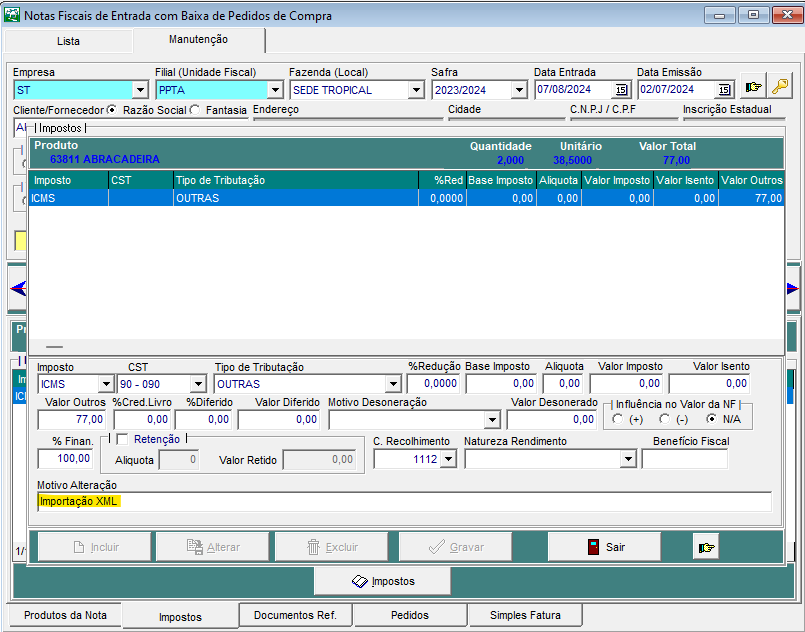 Notas Fiscais de Entrada com Baixa de Pedidos de Compra
Lista Manutenção
Empresa Filial (Unidade Fiscal) Fazenda (Local) Safra Data Entrada Data Emissão
ST PPTA SEDE TROPICAL 2023/2024 07/08/2024 15 02/07/2024 15
Cliente/Fornecedor Razão Social Fantasia Endereço Cidade C.N.P.J / C.P.F Inscrição Estadual
Impostos
Produto Quantidade Unitário Valor Total
63811 ABRACADEIRA 2,000 38,5000 77,00
Imposto CST Tipo de Tributação %Red Base Imposto Aliquota Valor Imposto Valor Isento Valor Outros
ICMS OUTRAS 0,0000 0,00 0,00 0,00 0,00 77,00
Imposto CST Tipo de Tributação %Redução Base Imposto Aliquota Valor Imposto Valor Isento
ICMS 90 - 090 OUTRAS 0,0000 0,00 0,00 0,00 0,00
Valor Outros %Cred.Livro %Diferido Valor Diferido Motivo Desoneração Valor Desonerado Influência no Valor da NF
77,00 0,00 0,00 0,00 0,00 (+) (-) N/A
% Finan. Retenção C. Recolhimento Natureza Rendimento Benefício Fiscal
100,00 Aliquota 0 Valor Retido 0,00 1112
Motivo Alteração
Importação XML
Incluir Alterar Excluir Gravar Sair
Impostos
Produtos da Nota Impostos Documentos Ref. Pedidos Simples Fatura